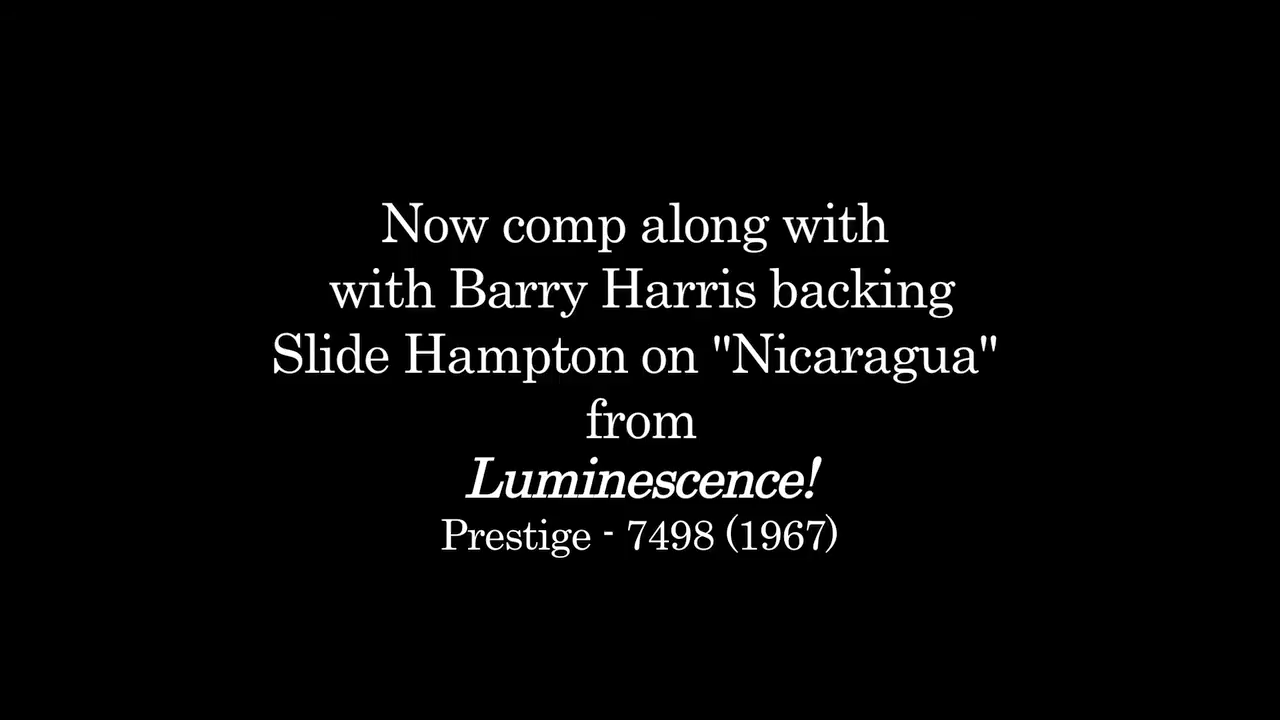 Now comp along with
with Barry Harris backing
Slide Hampton on "Nicaragua"
from
Luminescence!
Prestige - 7498 (1967)